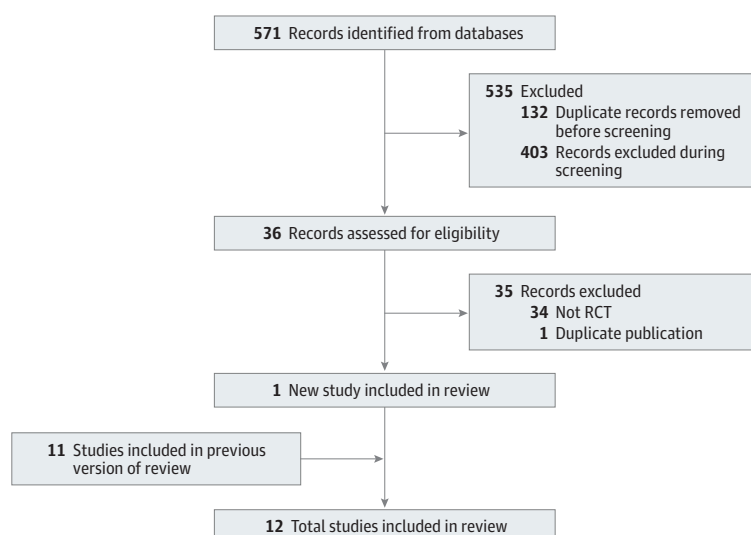 571 Records identified from databases
535 Excluded
132 Duplicate records removed
before screening
403 Records excluded during
screening
36 Records assessed for eligibility
35 Records excluded
34 Not RCT
1 Duplicate publication
1 New study included in review
11 Studies included in previous
version of review
12 Total studies included in review